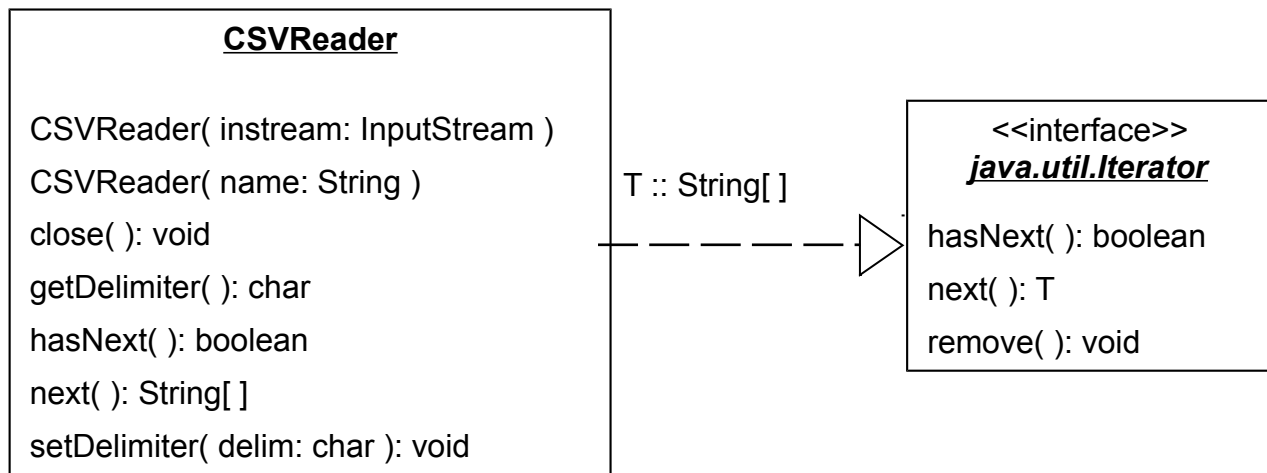 CSVReader
CSVReader( instream: InputStream )
CSVReader( name: String )
close( ): void
getDelimiter( ): char
hasNext( ): boolean
next( ): String[ ]
setDelimiter( delim: char ): void
T :: String[ ]
<<interface>>
java.util.Iterator
hasNext( ): boolean
next( ): T
remove( ): void